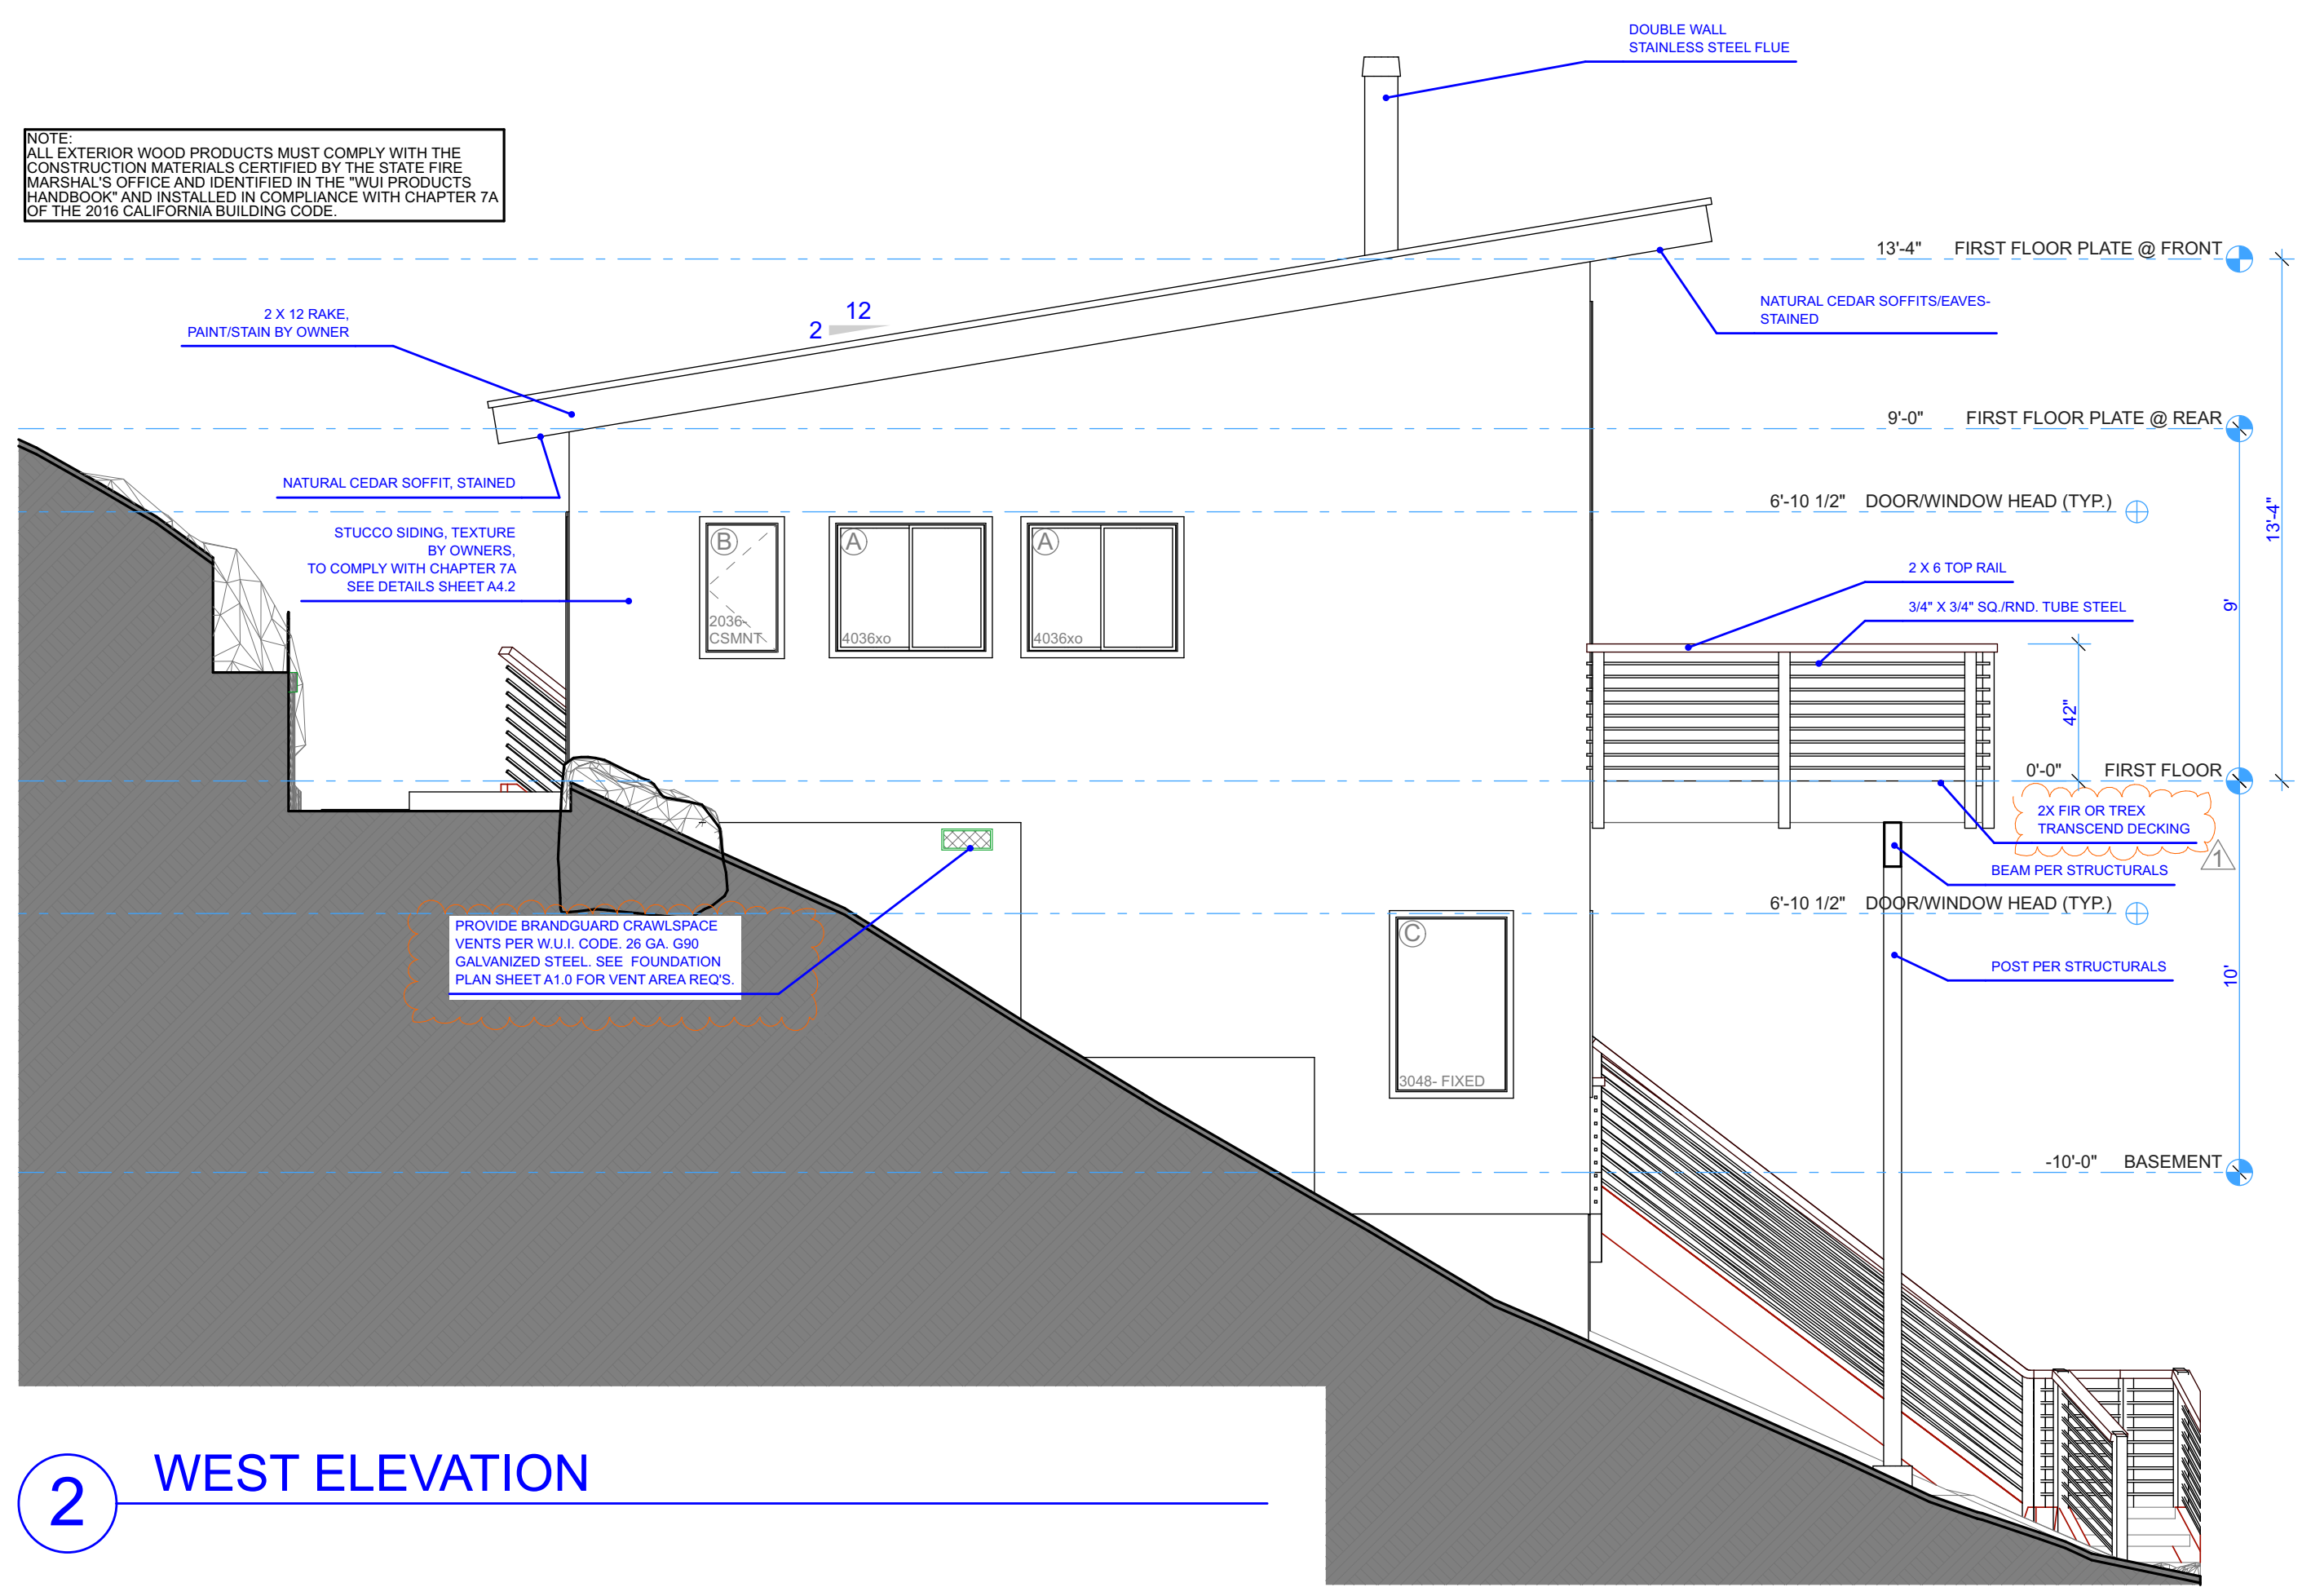 DOUBLE WALL
STAINLESS STEEL FLUE
NOTE:
ALL EXTERIOR WOOD PRODUCTS MUST COMPLY WITH THE
CONSTRUCTION MATERIALS CERTIFIED BY THE STATE FIRE
MARSHAL'S OFFICE AND IDENTIFIED IN THE "WUI PRODUCTS
HANDBOOK" AND INSTALLED IN COMPLIANCE WITH CHAPTER 7A
OF THE 2016 CALIFORNIA BUILDING CODE.
13'-4" FIRST FLOOR PLATE @ FRONT
2 X 12 RAKE,
PAINT/STAIN BY OWNER
12
2
NATURAL CEDAR SOFFITS/EAVES-
STAINED
9'-0" FIRST FLOOR PLATE @ REAR
NATURAL CEDAR SOFFIT, STAINED
6'-10 1/2" DOOR/WINDOW HEAD (TYP.)
13'-4"
STUCCO SIDING, TEXTURE
BY OWNERS,
TO COMPLY WITH CHAPTER 7A
SEE DETAILS SHEET A4.2
B
2036-
CSMNT
A
4036xo
A
4036xo
2 X 6 TOP RAIL
3/4" X 3/4" SQ./RND. TUBE STEEL
9'
42"
0'-0" FIRST FLOOR
2X FIR OR TREX
TRANSCEND DECKING
1
BEAM PER STRUCTURALS
6'-10 1/2" DOOR/WINDOW HEAD (TYP.)
PROVIDE BRANDGUARD CRAWLSPACE
VENTS PER W.U.I. CODE. 26 GA. G90
GALVANIZED STEEL. SEE FOUNDATION
PLAN SHEET A1.0 FOR VENT AREA REQ'S.
C
3048- FIXED
POST PER STRUCTURALS
10'
-10'-0" BASEMENT
2
WEST ELEVATION